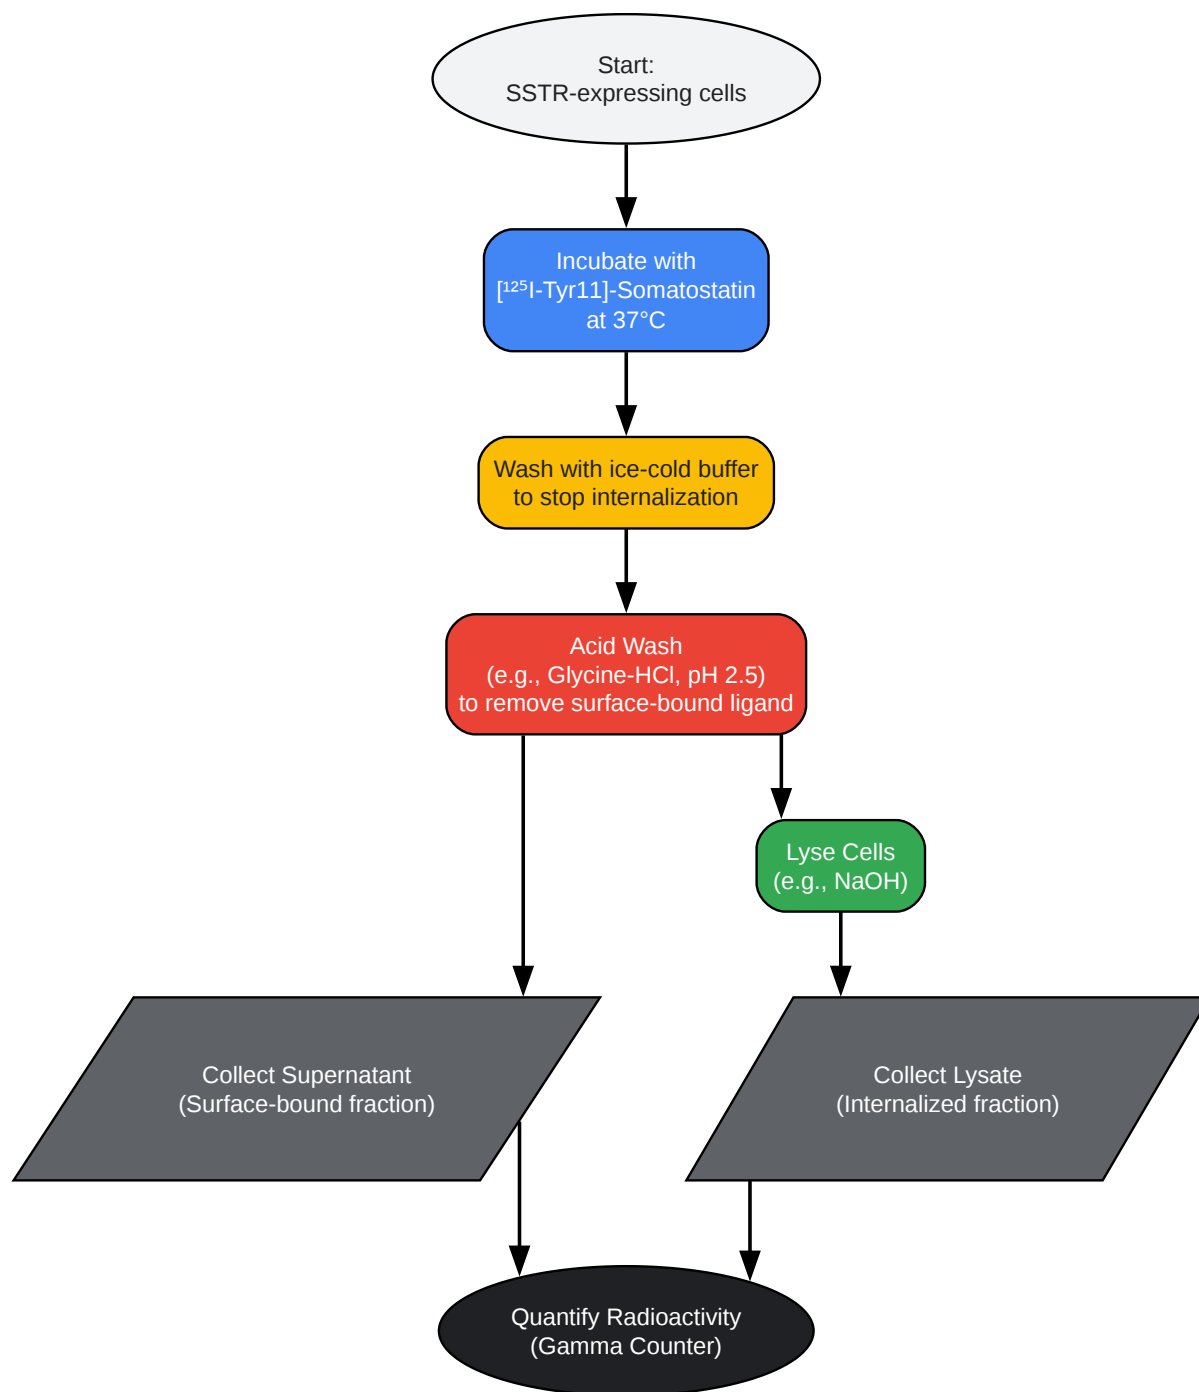 Start:
SSTR-expressing cells
Incubate with
[¹²⁵I-Tyr11]-Somatostatin
at 37°C
Wash with ice-cold buffer
to stop internalization
Acid Wash
(e.g., Glycine-HCl, pH 2.5)
to remove surface-bound ligand
Lyse Cells
(e.g., NaOH)
Collect Supernatant
(Surface-bound fraction)
Collect Lysate
(Internalized fraction)
Quantify Radioactivity
(Gamma Counter)